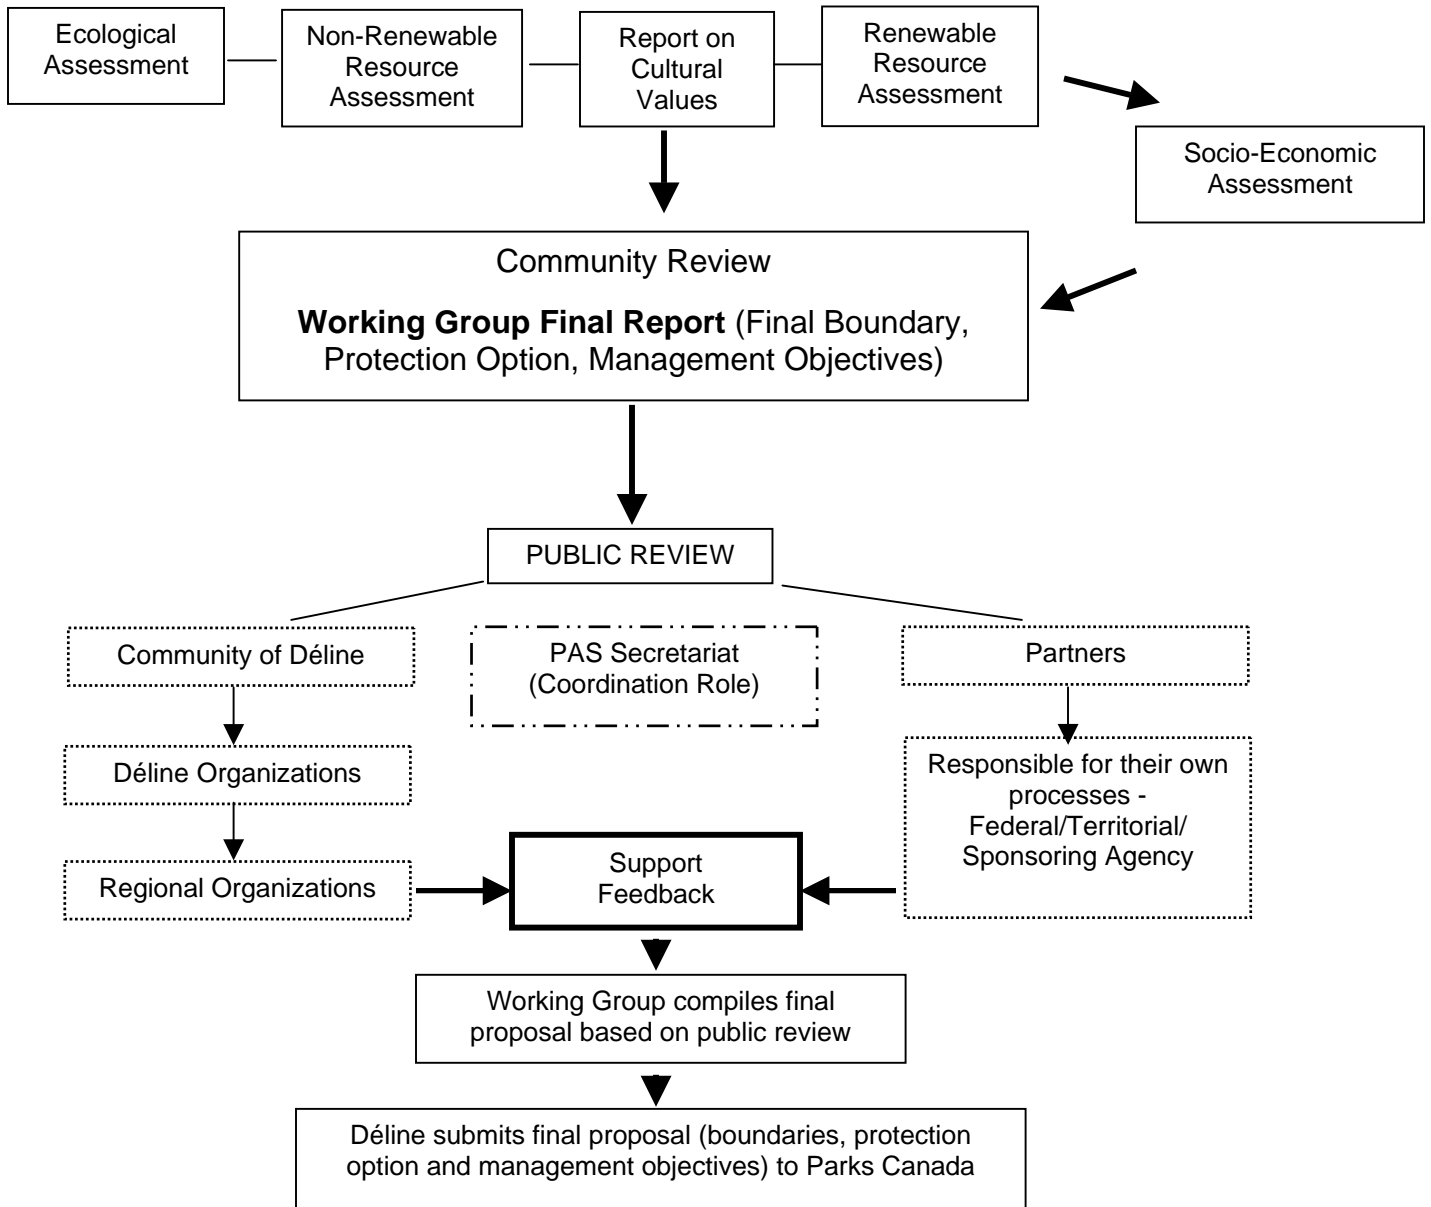 Ecological
Assessment
Non-Renewable
Resource
Assessment
Report on
Cultural
Values
Renewable
Resource
Assessment
Socio-Economic
Assessment
Community Review
Working Group Final Report (Final Boundary,
Protection Option, Management Objectives)
PUBLIC REVIEW
Community of Déline
PAS Secretariat
(Coordination Role)
Partners
Déline Organizations
Responsible for their own
processes -
Federal/Territorial/
Sponsoring Agency
Regional Organizations
Support
Feedback
Working Group compiles final
proposal based on public review
Déline submits final proposal (boundaries, protection
option and management objectives) to Parks Canada